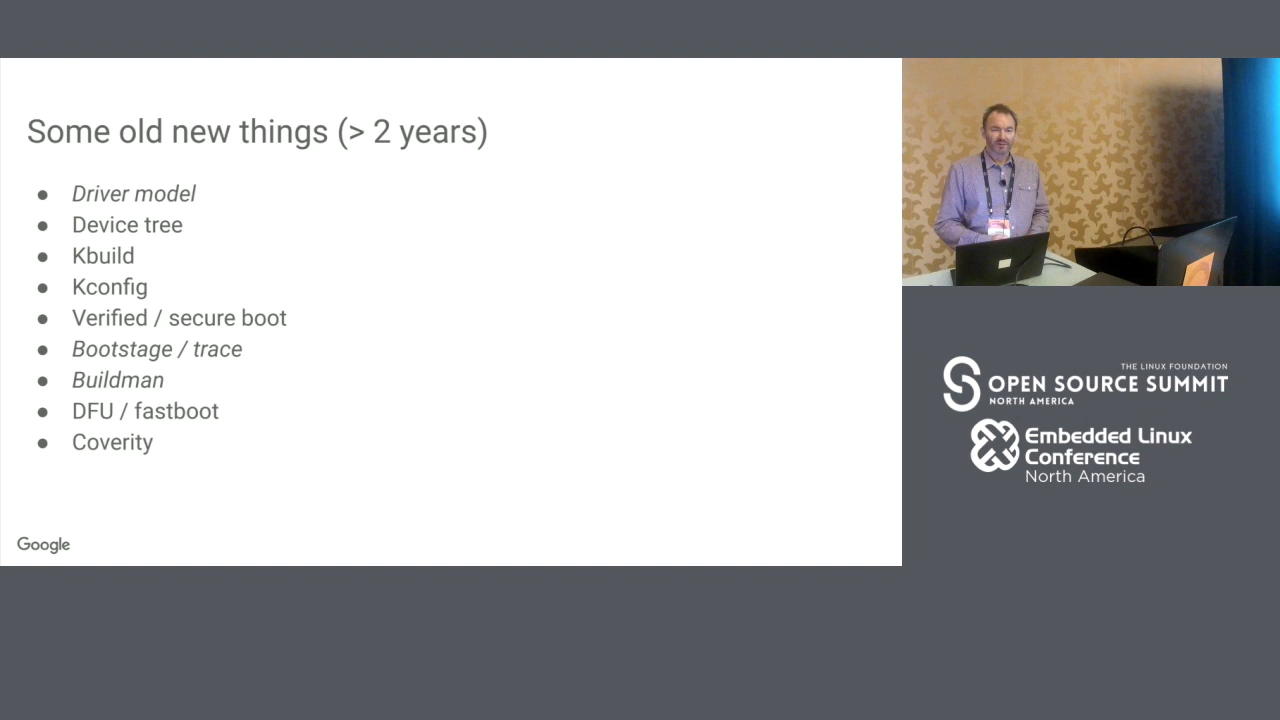 Some old new things (> 2 years)
● Driver model
● Device tree
● Kbuild
● Kconfig
● Verified / secure boot
● Bootstage / trace
● Buildman
● DFU / fastboot
● Coverity
Google
THE LINUX FOUNDATION
OPEN SOURCE SUMMIT
NORTH AMERICA
Embedded Linux
Conference
North America